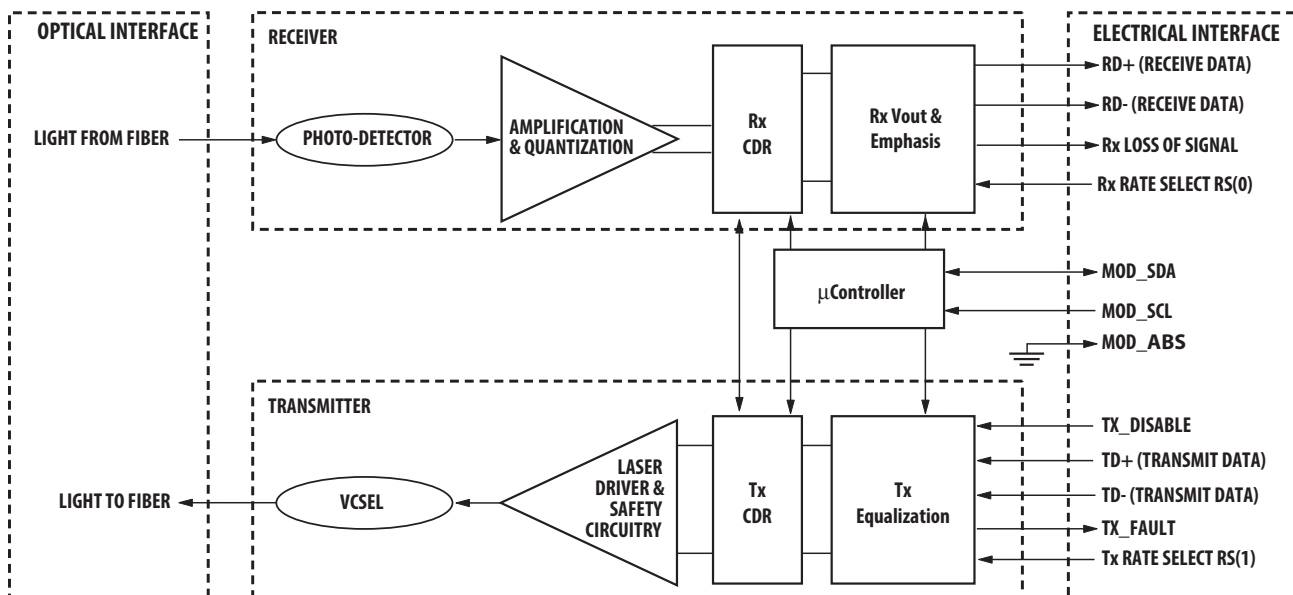 OPTICAL INTERFACE
RECEIVER
ELECTRICAL INTERFACE
LIGHT FROM FIBER
PHOTO-DETECTOR
AMPLIFICATION
& QUANTIZATION
Rx
CDR
Rx Vout &
Emphasis
RD+ (RECEIVE DATA)
RD- (RECEIVE DATA)
Rx LOSS OF SIGNAL
Rx RATE SELECT RS(0)
μController
MOD_SDA
MOD_SCL
MOD_ABS
TRANSMITTER
LIGHT TO FIBER
VCSEL
LASER
DRIVER &
SAFETY
CIRCUITRY
Tx
CDR
Tx
Equalization
TX_DISABLE
TD+ (TRANSMIT DATA)
TD- (TRANSMIT DATA)
TX_FAULT
Tx RATE SELECT RS(1)